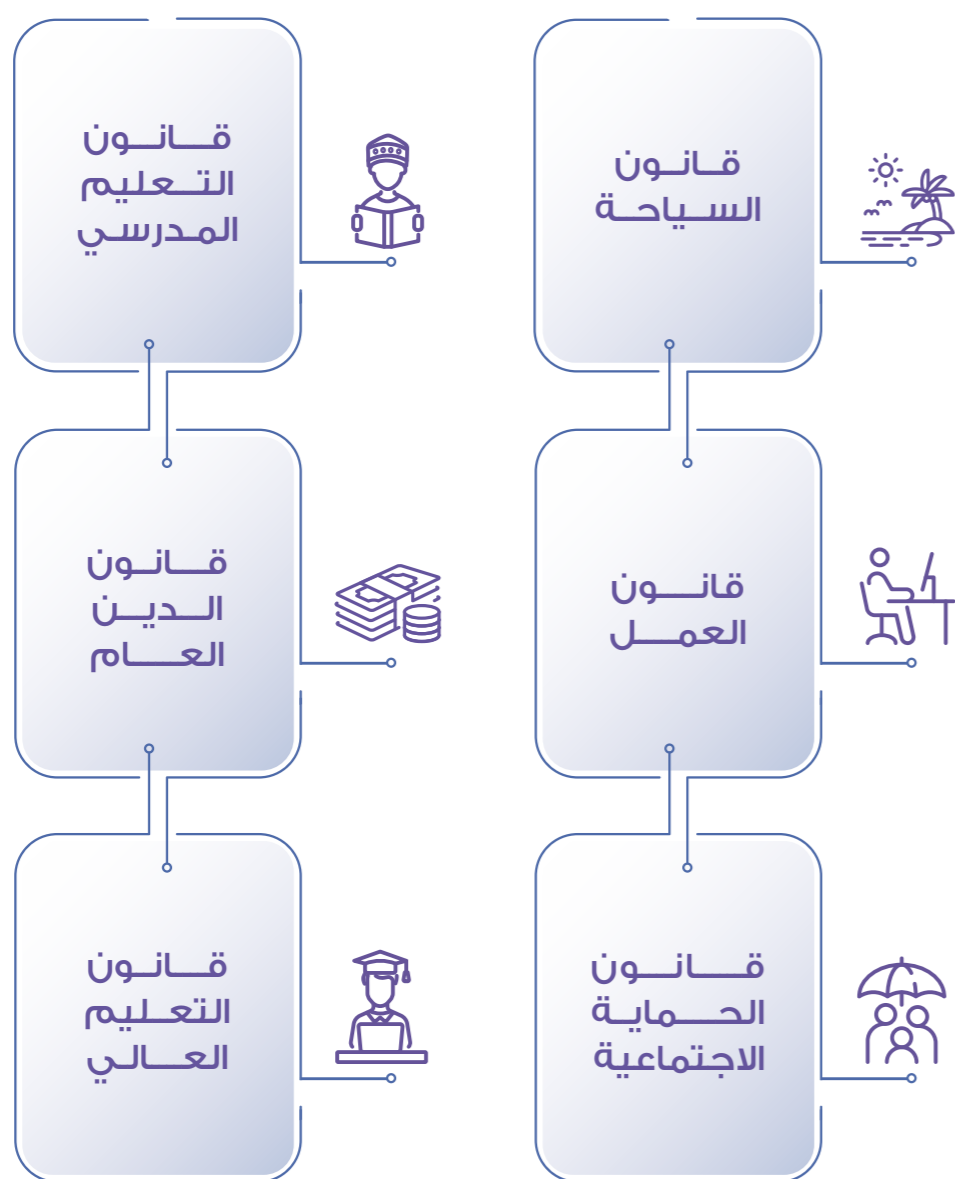 قانون
السياحة
قانون
التعليم
المدرسي
قانون
العمل
قانون
الدين
العام
قانون
الحماية
الاجتماعية
قانون
التعليم
العالي